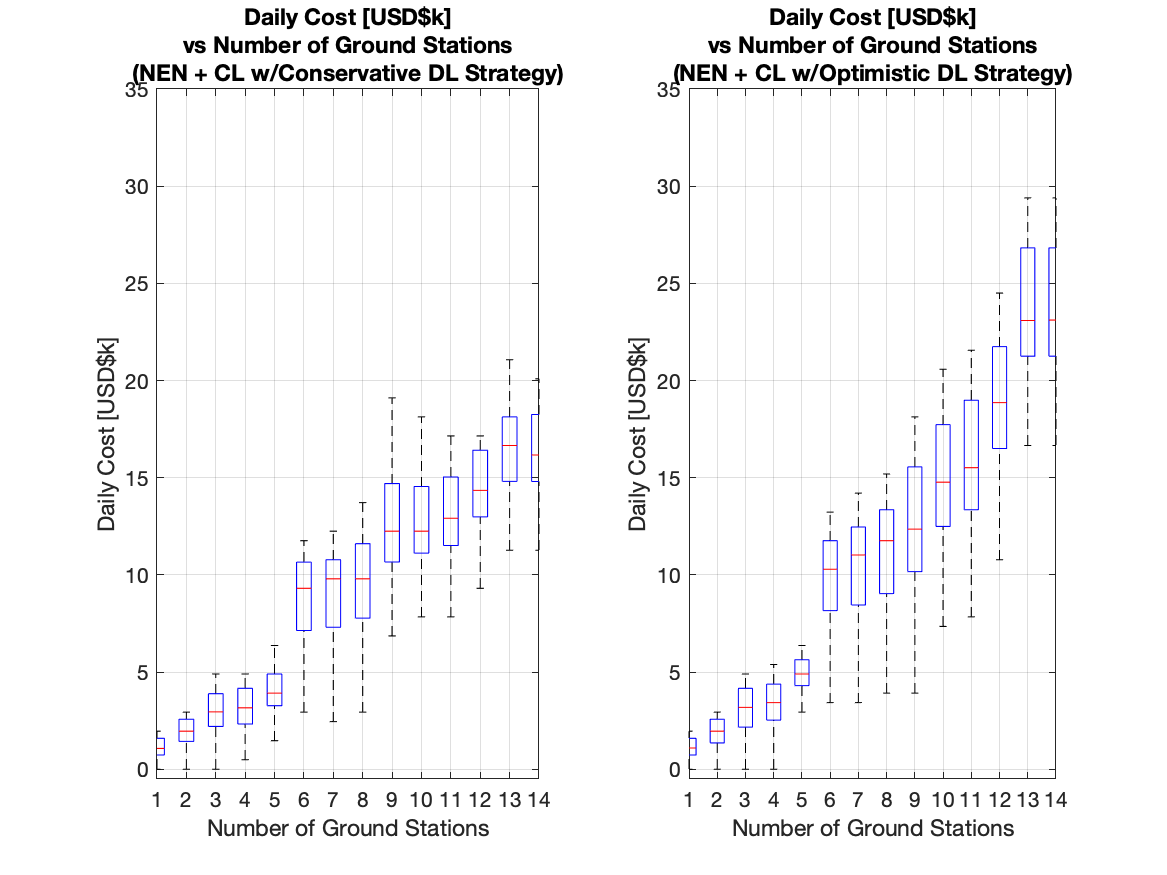 Daily Cost [USD$k]
vs Number of Ground Stations
(NEN + CL w/Conservative DL Strategy)
35
30
25
20
15
10
5
0
Daily Cost [USD$k]
1 2 3 4 5 6 7 8 9 10 11 12 13 14
Number of Ground Stations
Daily Cost [USD$k]
vs Number of Ground Stations
(NEN + CL w/Optimistic DL Strategy)
35
30
25
20
15
10
5
0
Daily Cost [USD$k]
1 2 3 4 5 6 7 8 9 10 11 12 13 14
Number of Ground Stations